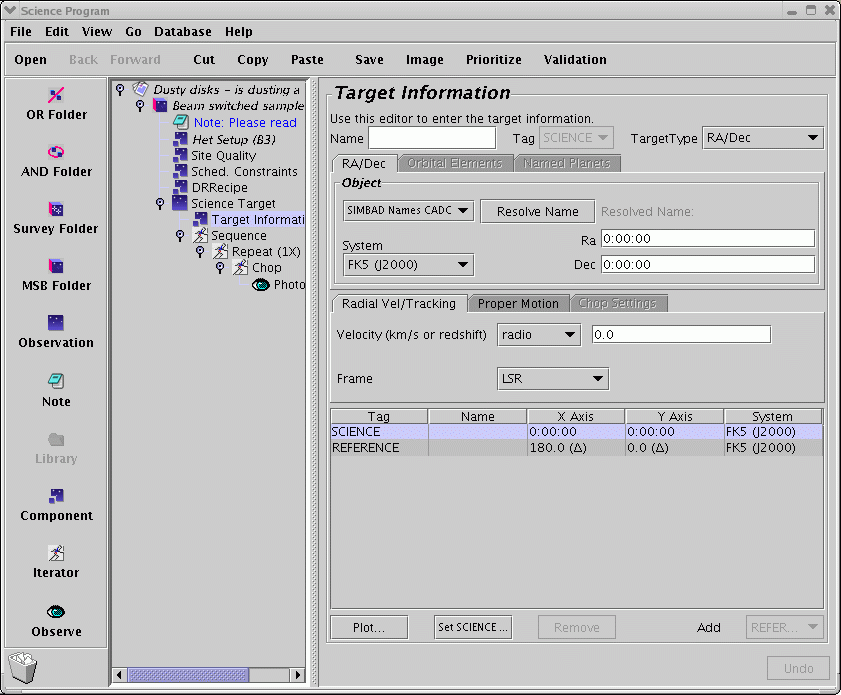 Science Program
File Edit View Go Database Help
Open Back Forward Cut Copy Paste Save Image Prioritize Validation
OR Folder
AND Folder
Survey Folder
MSB Folder
Observation
Note
Library
Component
Iterator
Observe
Dusty disks - is dusting a
Beam switched sample
Note: Please read
Het Setup (B3)
Site Quality
Sched. Constraints
DRRecipe
Science Target
Target Informati
Sequence
Repeat (1X)
Chop
Photo
Target Information
Use this editor to enter the target information.
Name Tag SCIENCE TargetType RA/Dec
RA/Dec Orbital Elements Named Planets
Object
SIMBAD Names CADC Resolve Name Resolved Name:
Ra 0:00:00
System
FK5 (J2000) Dec 0:00:00
Radial Vel/Tracking Proper Motion Chop Settings
Velocity (km/s or redshift) radio 0.0
Frame LSR
Tag Name X Axis Y Axis System
SCIENCE 0:00:00 0:00:00 FK5 (J2000)
REFERENCE 180.0 (Δ) 0.0 (Δ) FK5 (J2000)
Plot... Set SCIENCE ... Remove Add REFER...
Undo